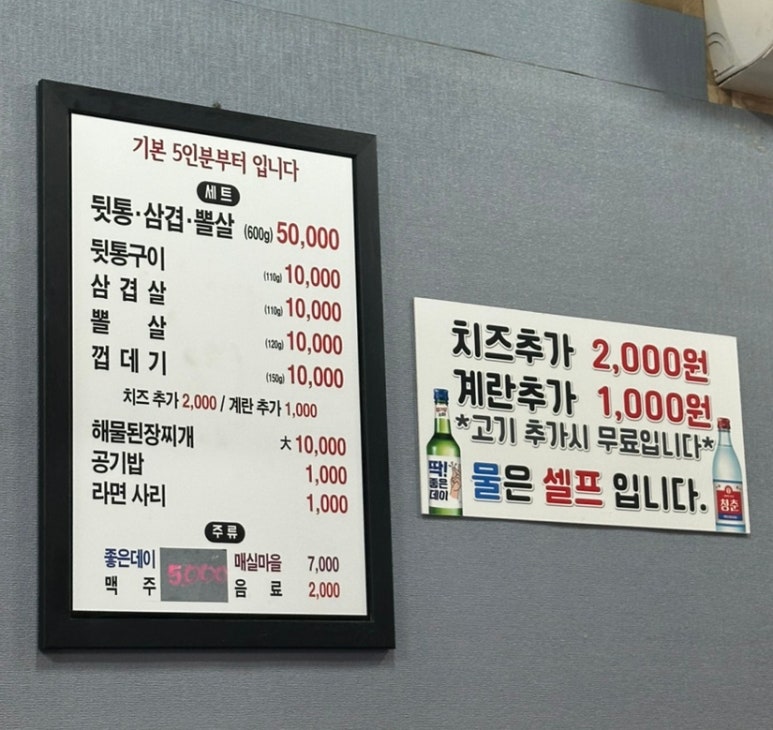 기본 5인분부터 입니다
세트
뒷통·삼겹·뽈살 (600g) 50,000
뒷통구이 (110g) 10,000
삼 겹 살 (110g) 10,000
뽈 살 (120g) 10,000
껍 데 기 (150g) 10,000
치즈 추가 2,000 / 계란 추가 1,000
해물된장찌개 大 10,000
공기밥 1,000
라면 사리 1,000
주류
좋은데이 5,000 매실마을 7,000
맥 주 음 료 2,000
치즈추가 2,000원
계란추가 1,000원
*고기 추가시 무료입니다*
물은 셀프 입니다.
딱!
좋은
데이
청춘